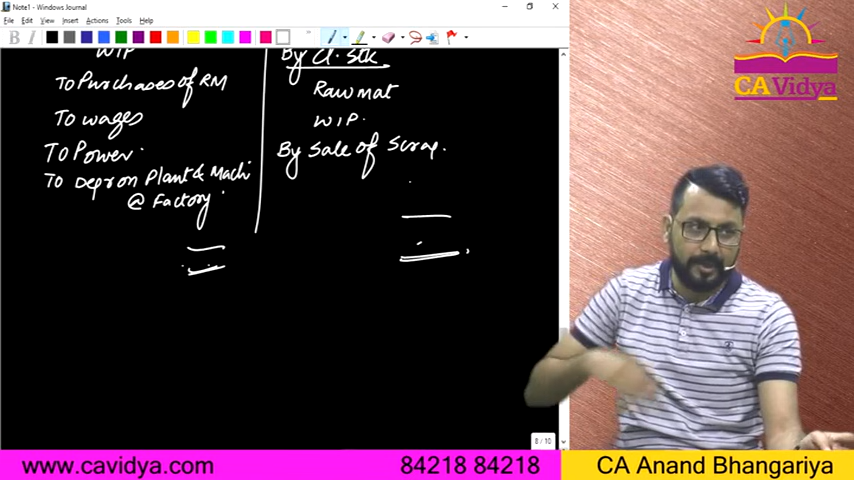 Note1 - Windows Journal
File Edit View Insert Actions Tools Help
B I
WIP
To Purchases of RM
To wages
To Power
To Depr on Plant & Mach
@ Factory
By Cl. Stk
Raw mat
WIP.
By Sale of Scrap.
8 / 10
CA Vidya
www.cavidya.com 84218 84218 CA Anand Bhangariya